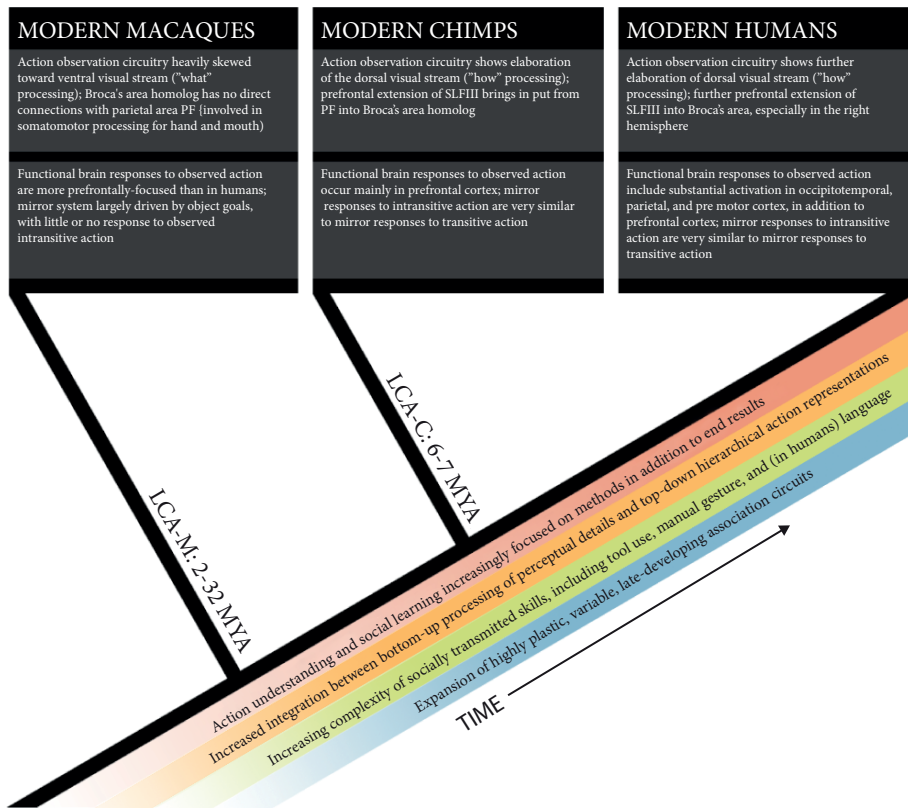 MODERN MACAQUES
Action observation circuitry heavily skewed
toward ventral visual stream ("what"
processing); Broca's area homolog has no direct
connections with parietal area PF {involved in
somatomotor processing for hand and mouth)
Functional brain responses to observed action
are more prefrontally-focused than in humans;
mirror system largely driven by object goals,
with little or no response to observed
intransitive action
MODERN CHIMPS
Action observation circuitry shows elaboration
of the dorsal visual stream ("how" processing);
prefrontal extension of SLFIII brings in put from
PF into Broca's area homolog
Functional brain responses to observed action
occur mainly in prefrontal cortex; mirror
responses to intransitive action are very similar
to mirror responses to transitive action
MODERN HUMANS
Action observation circuitry shows further
elaboration of dorsal visual stream ("how"
processing); further prefrontal extension of
SLFIII into Broca's area, especially in the right
hemisphere
Functional brain responses to observed action
include substantial activation in occipitotemporal,
parietal, and pre motor cortex, in addition to
prefrontal cortex; mirror responses to intransitive
action are very similar to mirror responses to
transitive action
LCA-M: 2-32 MYA
LCA-C: 6-7 MYA
Action understanding and social learning increasingly focused on methods in addition to end results
Increased integration between bottom-up processing of perceptual details and top-down hierarchical action representations
Increasing complexity of socially transmitted skills, including tool use, manual gesture, and (in humans) language
Expansion of highly plastic, variable, late-developing association circuits
TIME